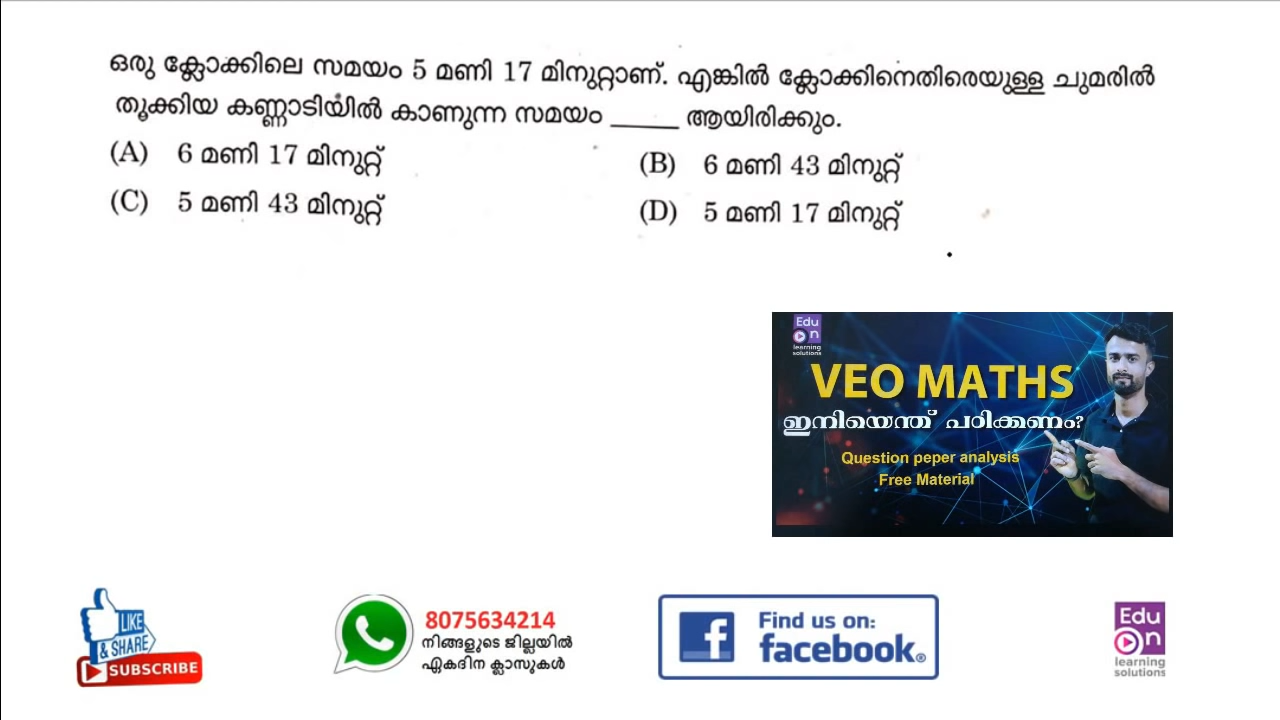 ഒരു ക്ലോക്കിലെ സമയം 5 മണി 17 മിനുറ്റാണ്. എങ്കിൽ ക്ലോക്കിനെതിരെയുള്ള ചുമരിൽ
തൂക്കിയ കണ്ണാടിയിൽ കാണുന്ന സമയം _____ ആയിരിക്കും.
(A) 6 മണി 17 മിനുറ്റ് (B) 6 മണി 43 മിനുറ്റ്
(C) 5 മണി 43 മിനുറ്റ് (D) 5 മണി 17 മിനുറ്റ്
Edu
On
learning
solutions
VEO MATHS
ഇനിയെന്ത് പഠിക്കണം?
Question peper analysis
Free Material
LIKE
& SHARE
SUBSCRIBE
8075634214
നിങ്ങളുടെ ജില്ലയിൽ
ഏകദിന ക്ലാസുകൾ
Find us on:
facebook®
Edu
On
learning
solutions